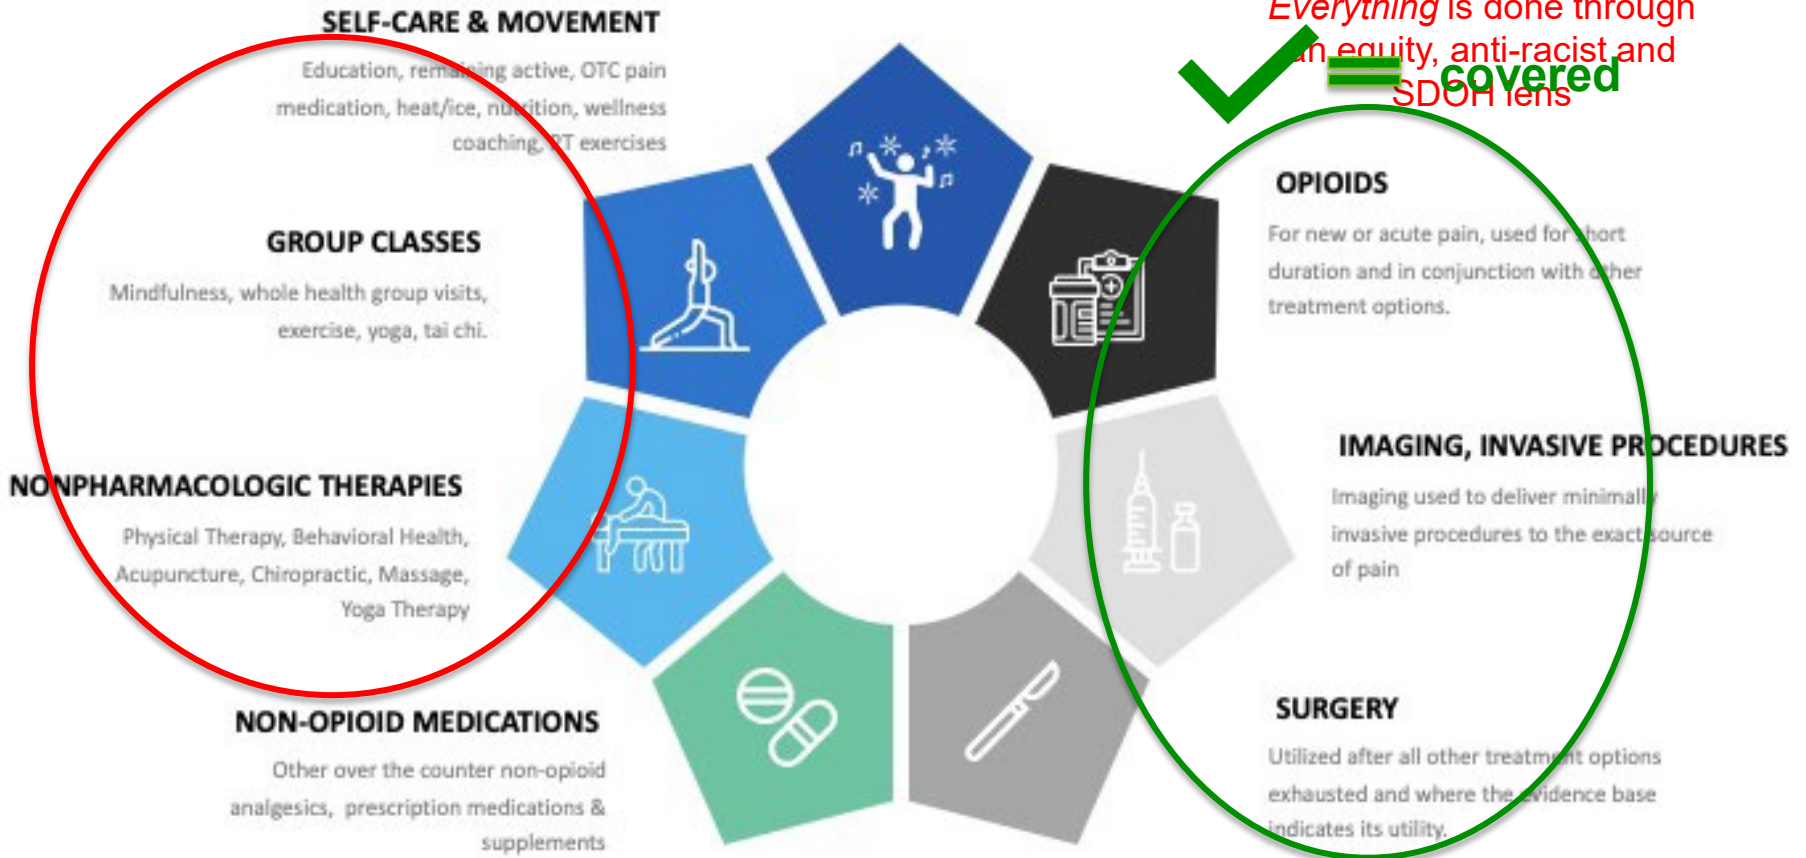 SELF-CARE & MOVEMENT
Education, remaining active, OTC pain
medication, heat/ice, nutrition, wellness
coaching, PT exercises
GROUP CLASSES
Mindfulness, whole health group visits,
exercise, yoga, tai chi.
NONPHARMACOLOGIC THERAPIES
Physical Therapy, Behavioral Health,
Acupuncture, Chiropractic, Massage,
Yoga Therapy
NON-OPIOID MEDICATIONS
Other over the counter non-opioid
analgesics, prescription medications &
supplements
Everything is done through
an equity, anti-racist and
SDOH lens
covered
OPIOIDS
For new or acute pain, used for short
duration and in conjunction with other
treatment options.
IMAGING, INVASIVE PROCEDURES
Imaging used to deliver minimally
invasive procedures to the exact source
of pain
SURGERY
Utilized after all other treatment options
exhausted and where the evidence base
indicates its utility.